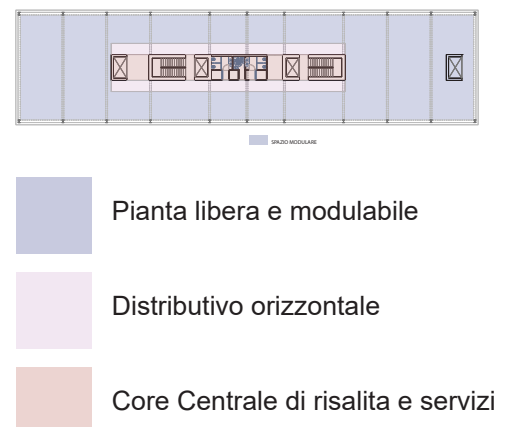 SPAZIO MODULARE
Pianta libera e modulabile
Distributivo orizzontale
Core Centrale di risalita e servizi